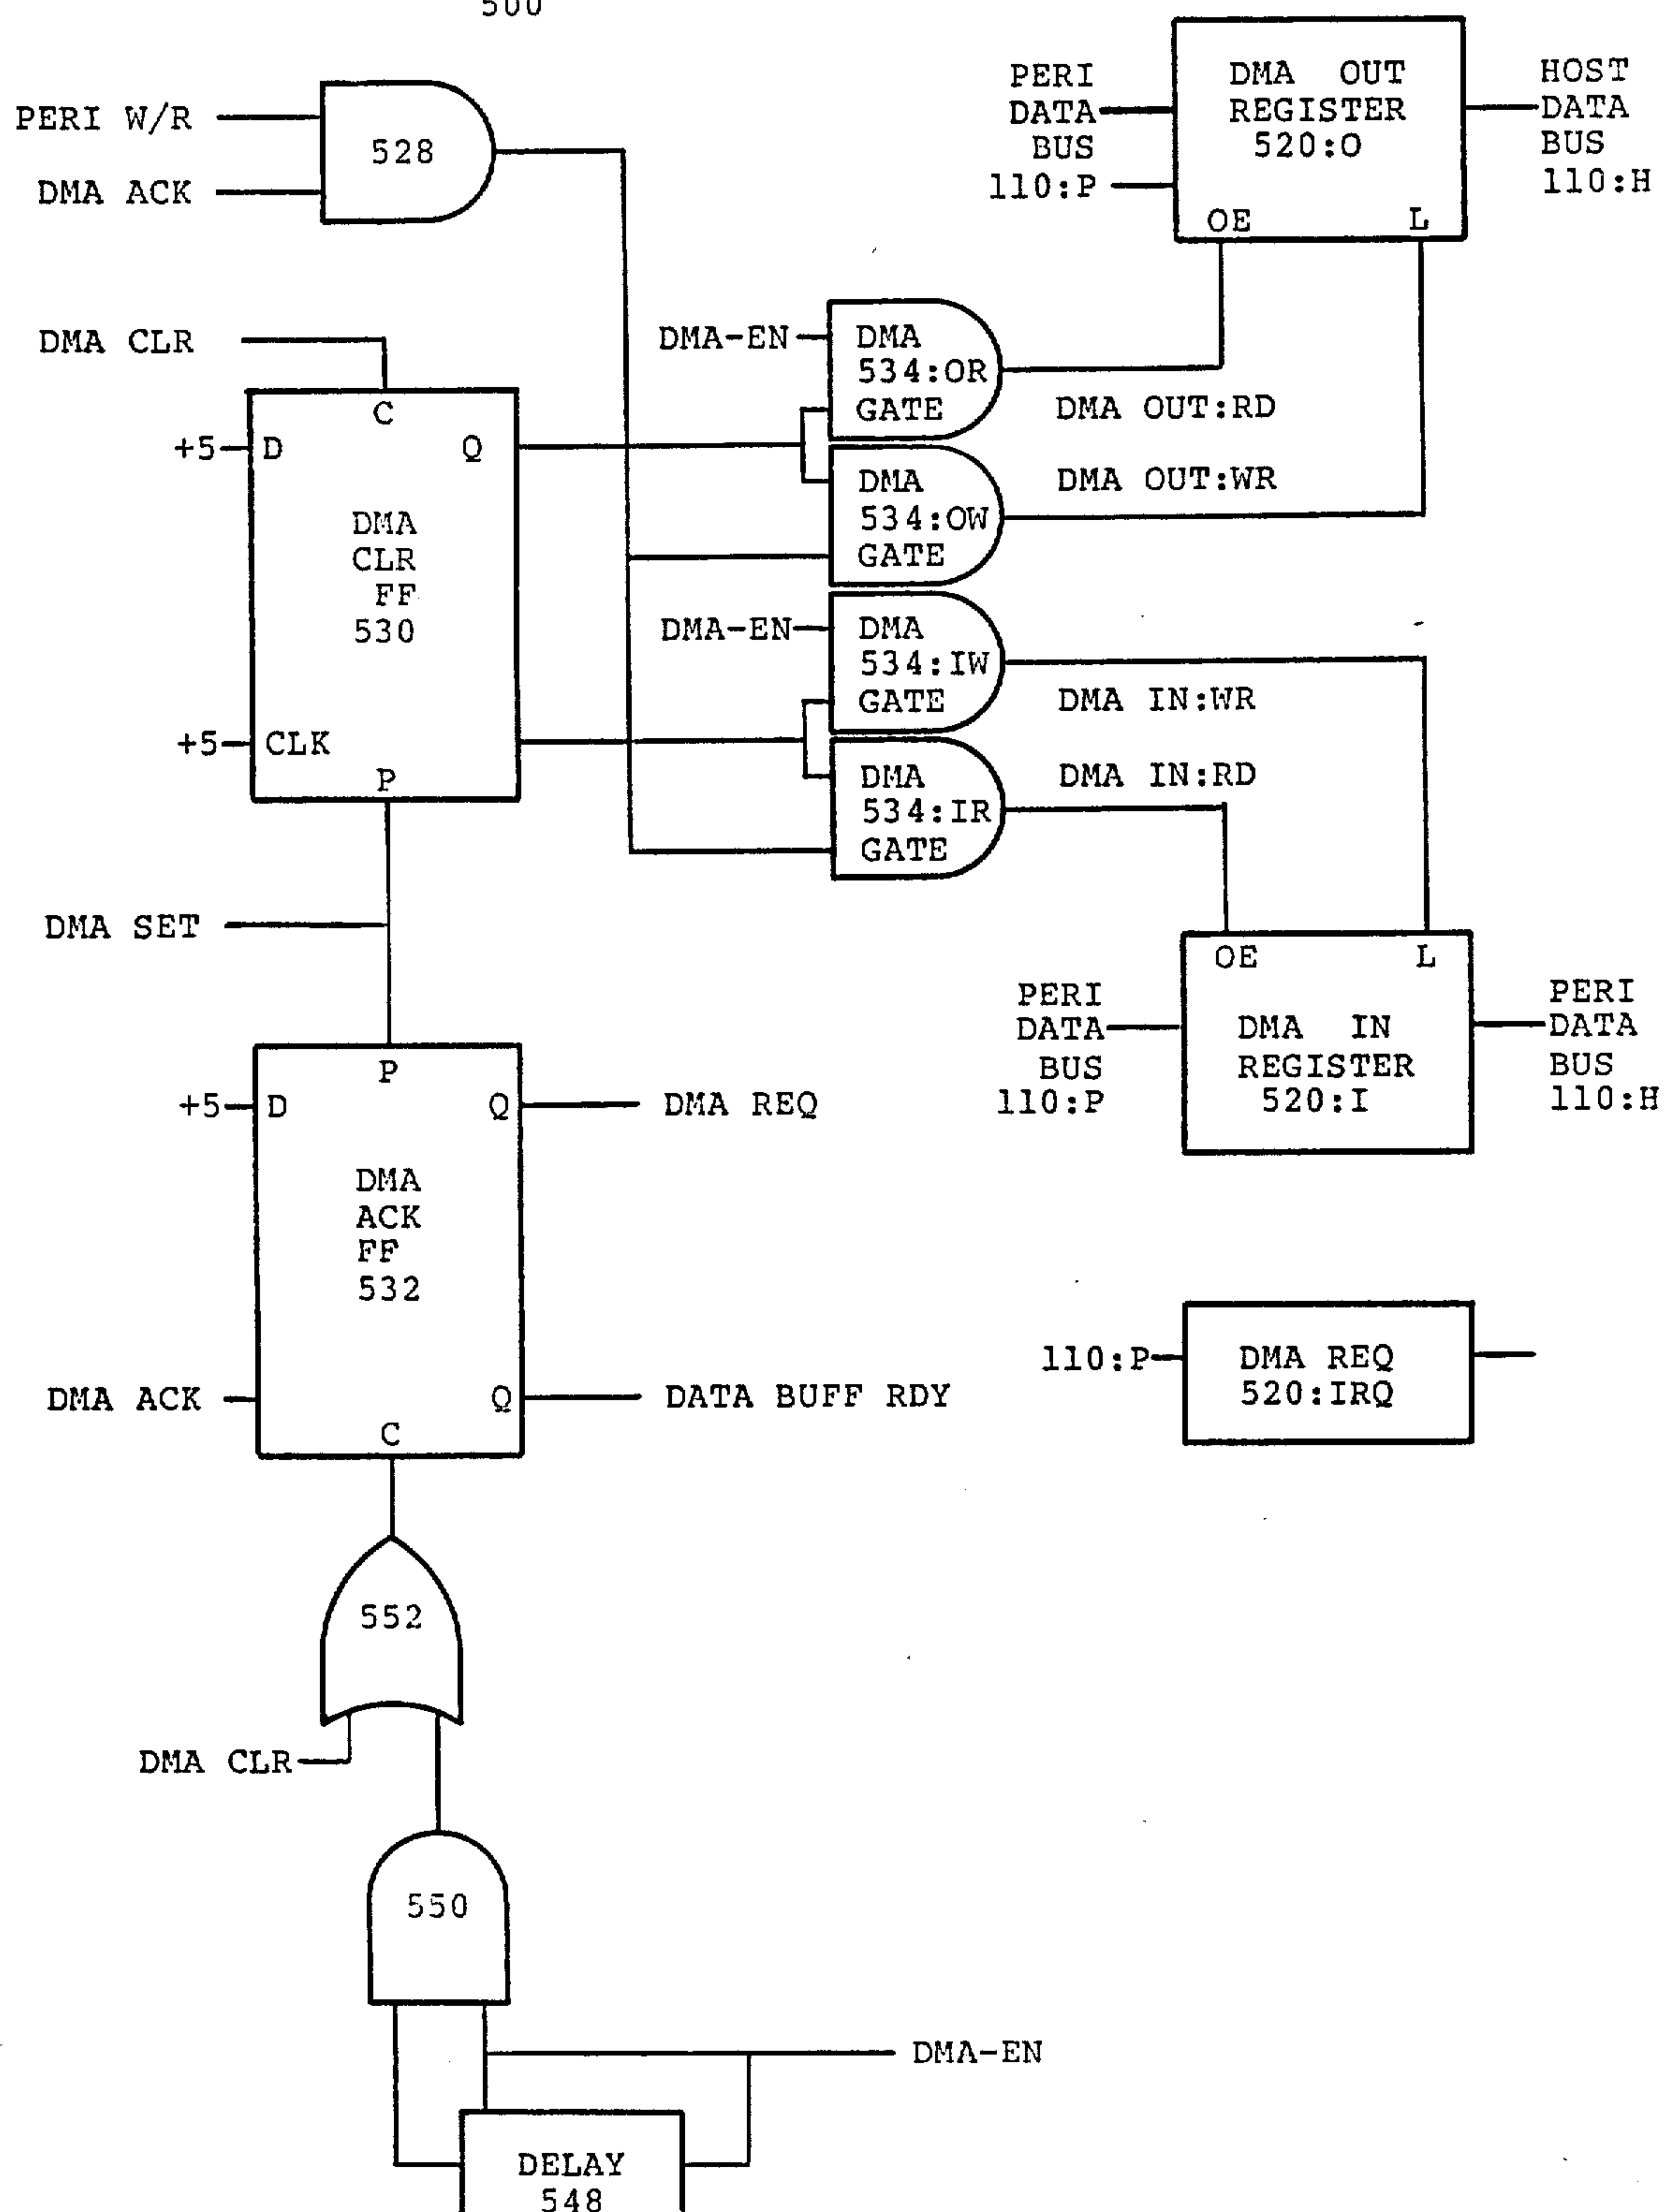 500
PERI W/R
DMA ACK
528
DMA CLR
C
+5
D
Q
DMA
CLR
FF
530
+5
CLK
P
DMA-EN
DMA
534:OR
GATE
DMA OUT:RD
DMA
534:OW
GATE
DMA OUT:WR
DMA-EN
DMA
534:IW
GATE
DMA IN:WR
DMA
534:IR
GATE
DMA IN:RD
PERI
DATA
BUS
110:P
DMA OUT
REGISTER
520:O
OE
L
HOST
DATA
BUS
110:H
DMA SET
P
+5
D
Q
DMA REQ
DMA
ACK
FF
532
DMA ACK
Q
DATA BUFF RDY
C
PERI
DATA
BUS
110:P
OE
L
DMA IN
REGISTER
520:I
PERI
DATA
BUS
110:H
110:P
DMA REQ
520:IRQ
552
DMA CLR
550
DMA-EN
DELAY
548